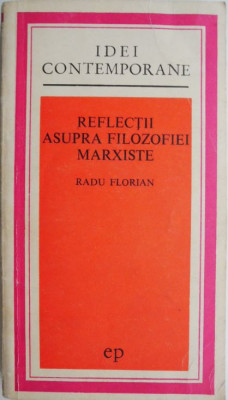 IDEI
CONTEMPORANE
REFLECȚII
ASUPRA FILOZOFIEI
MARXISTE
RADU FLORIAN
ep